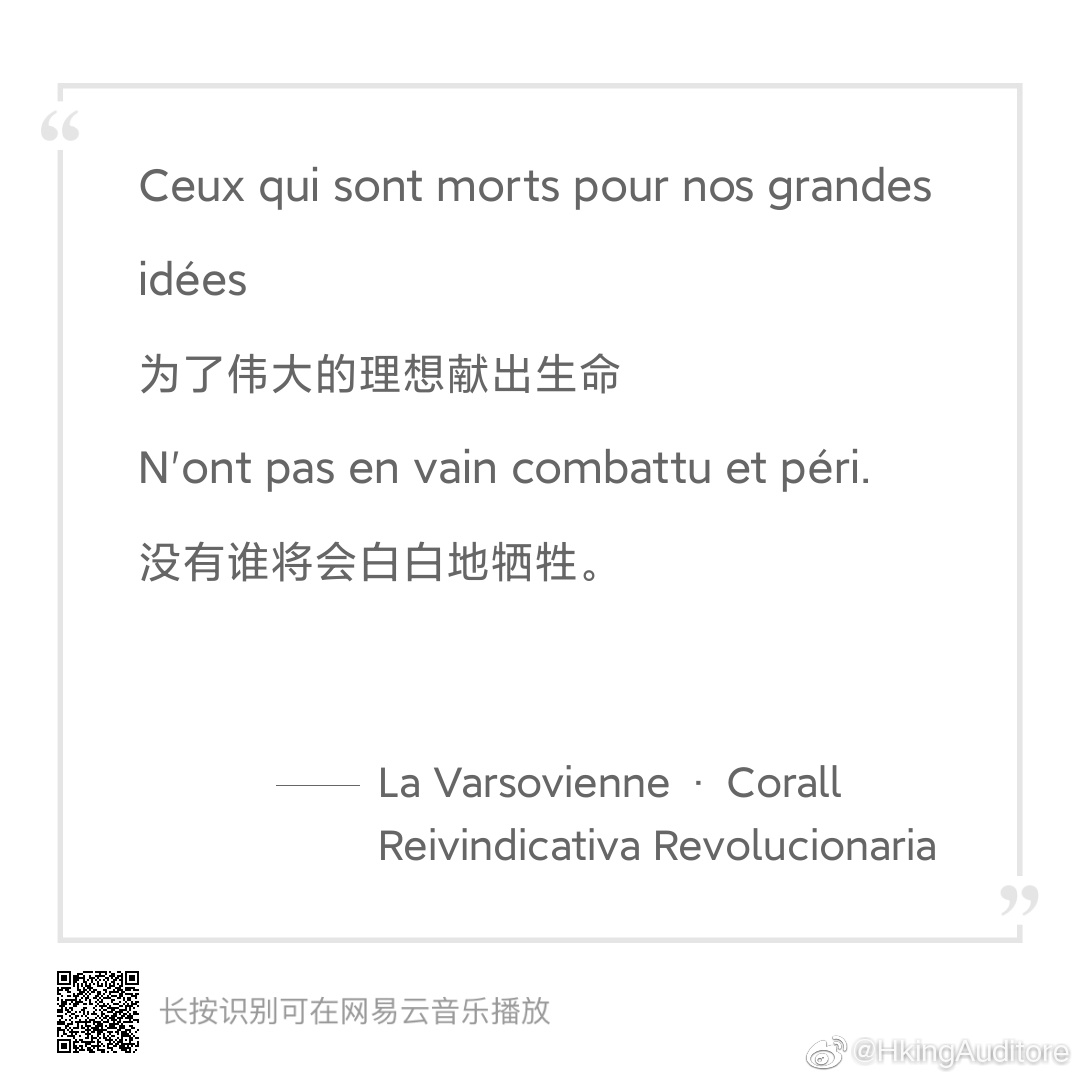 “
Ceux qui sont morts pour nos grandes
idées
为了伟大的理想献出生命
N'ont pas en vain combattu et péri.
没有谁将会白白地牺牲。
—— La Varsovienne · Corall
Reivindicativa Revolucionaria
”
长按识别可在网易云音乐播放
@HkingAuditore